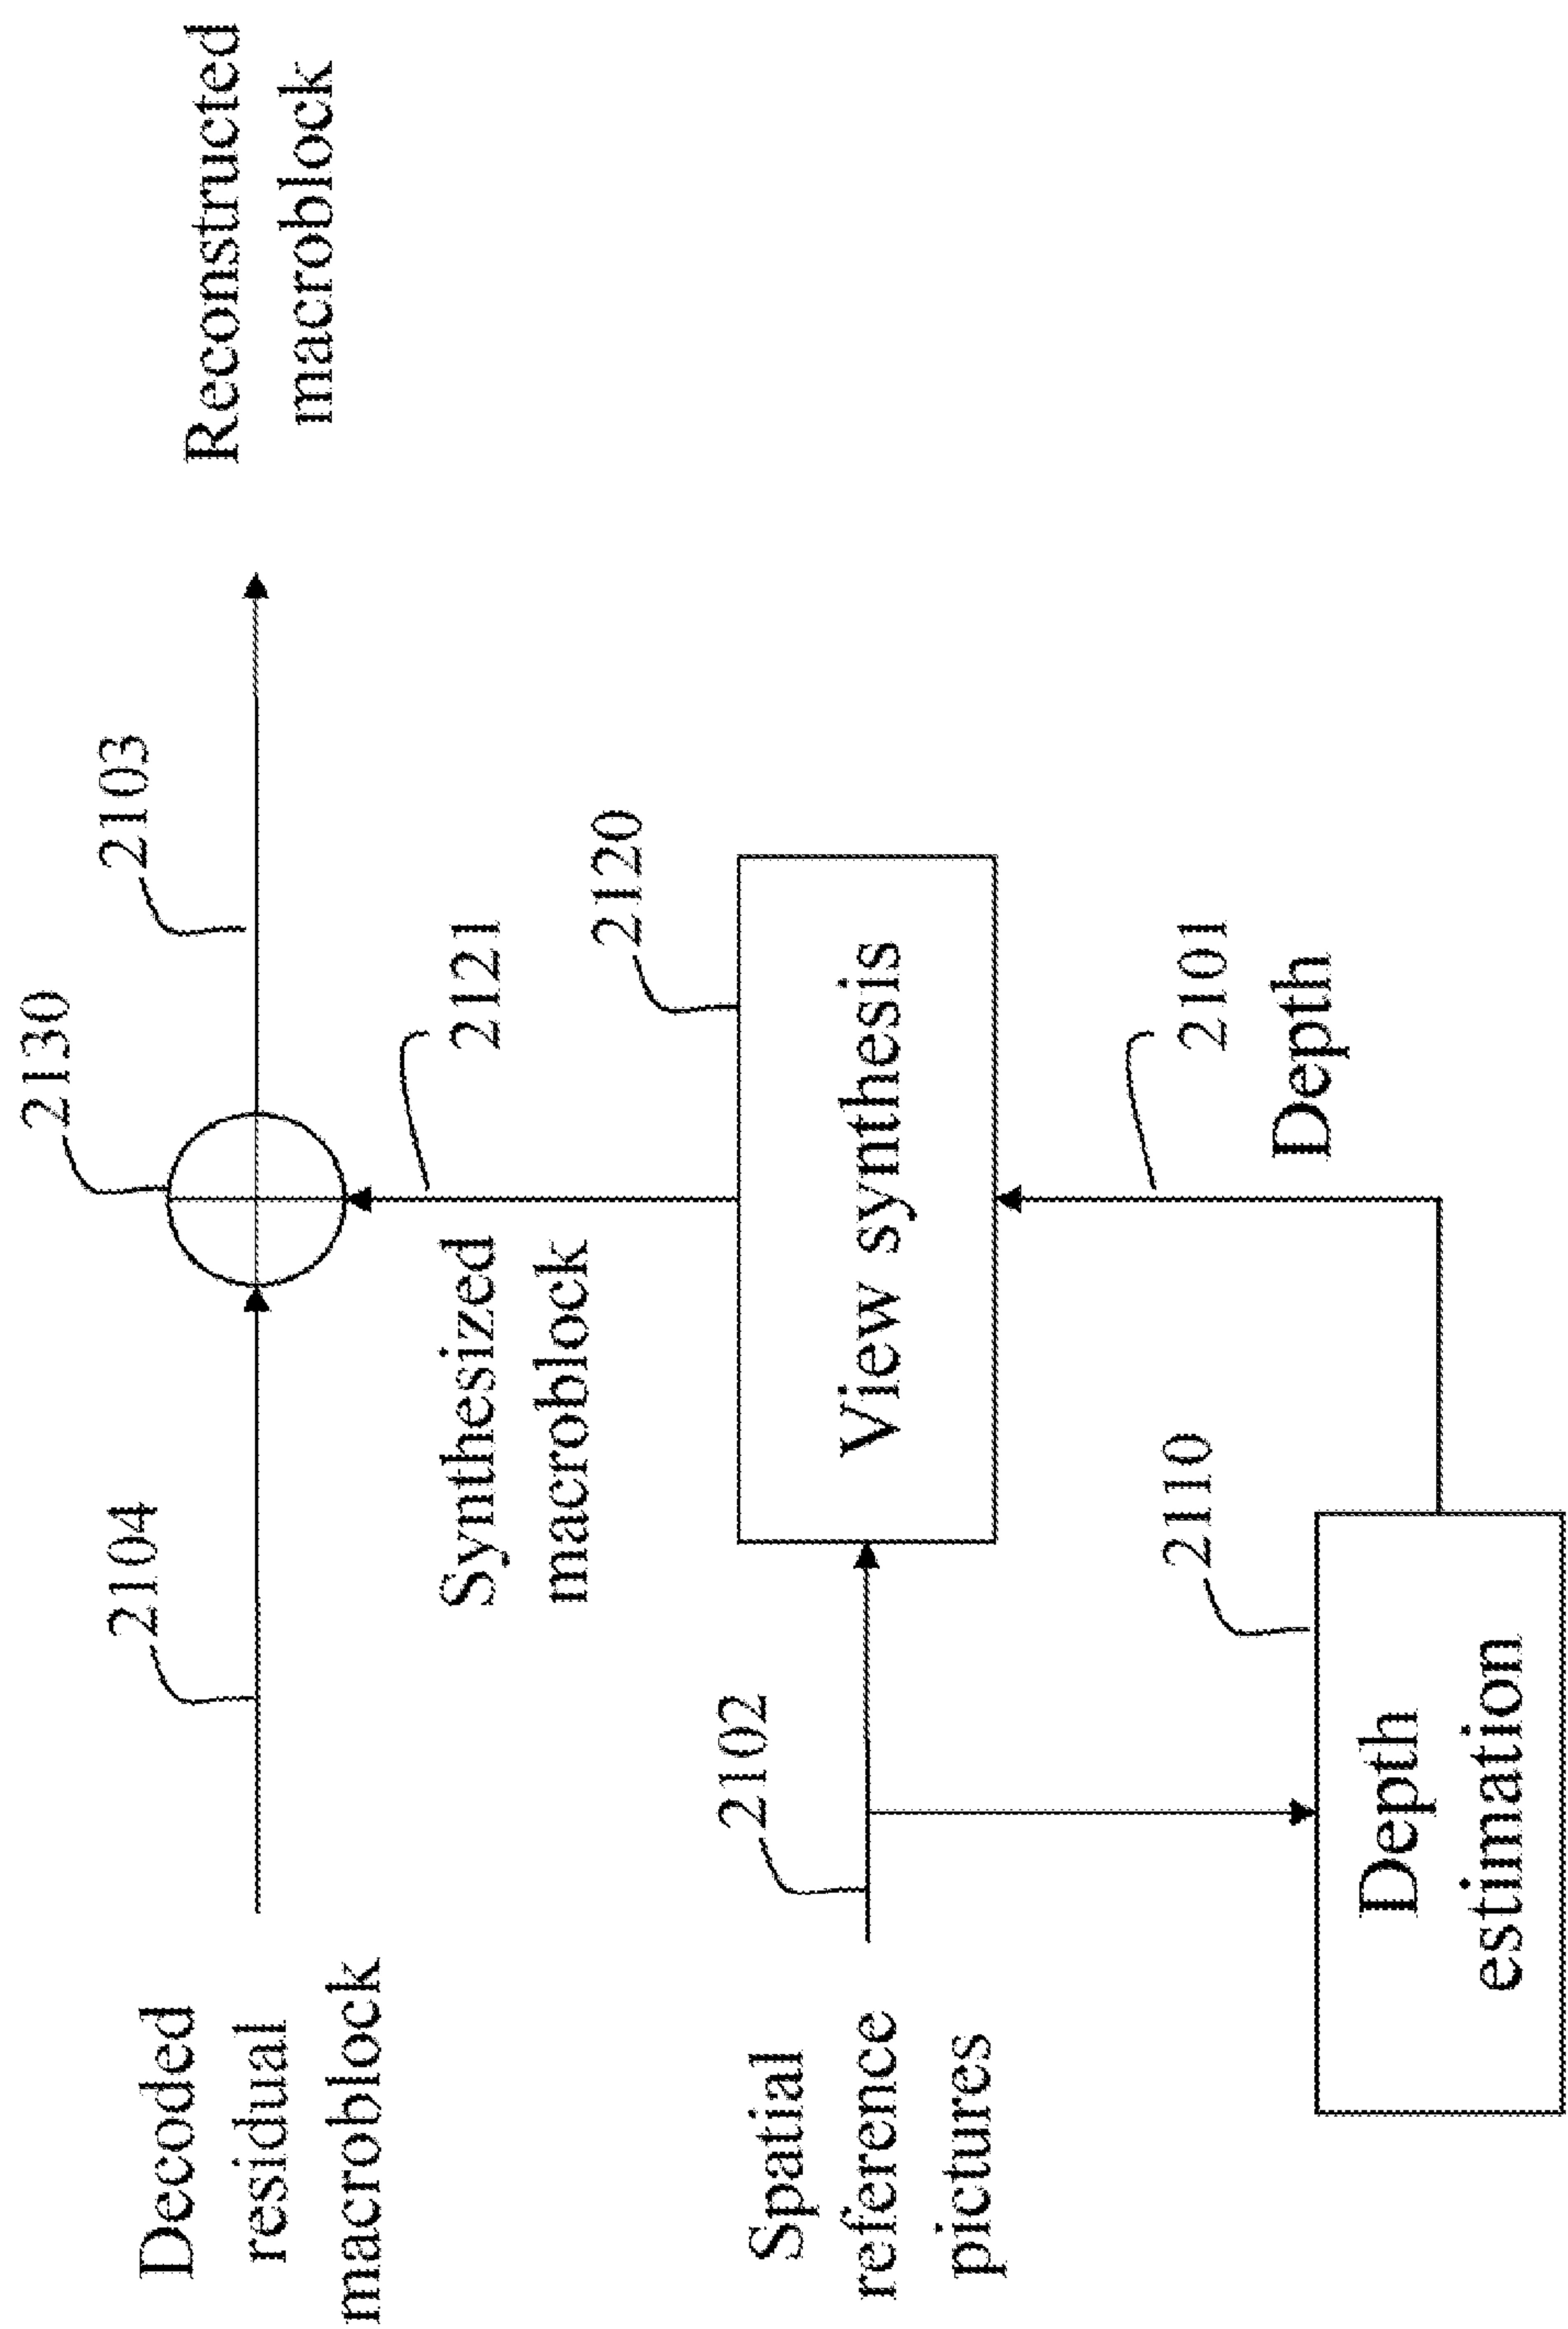 2130
2104
2103
Decoded
residual
macroblock
Reconstructed
macroblock
Synthesized
macroblock
2121
2102
2120
Spatial
reference
pictures
View synthesis
2110
2101
Depth
Depth
estimation